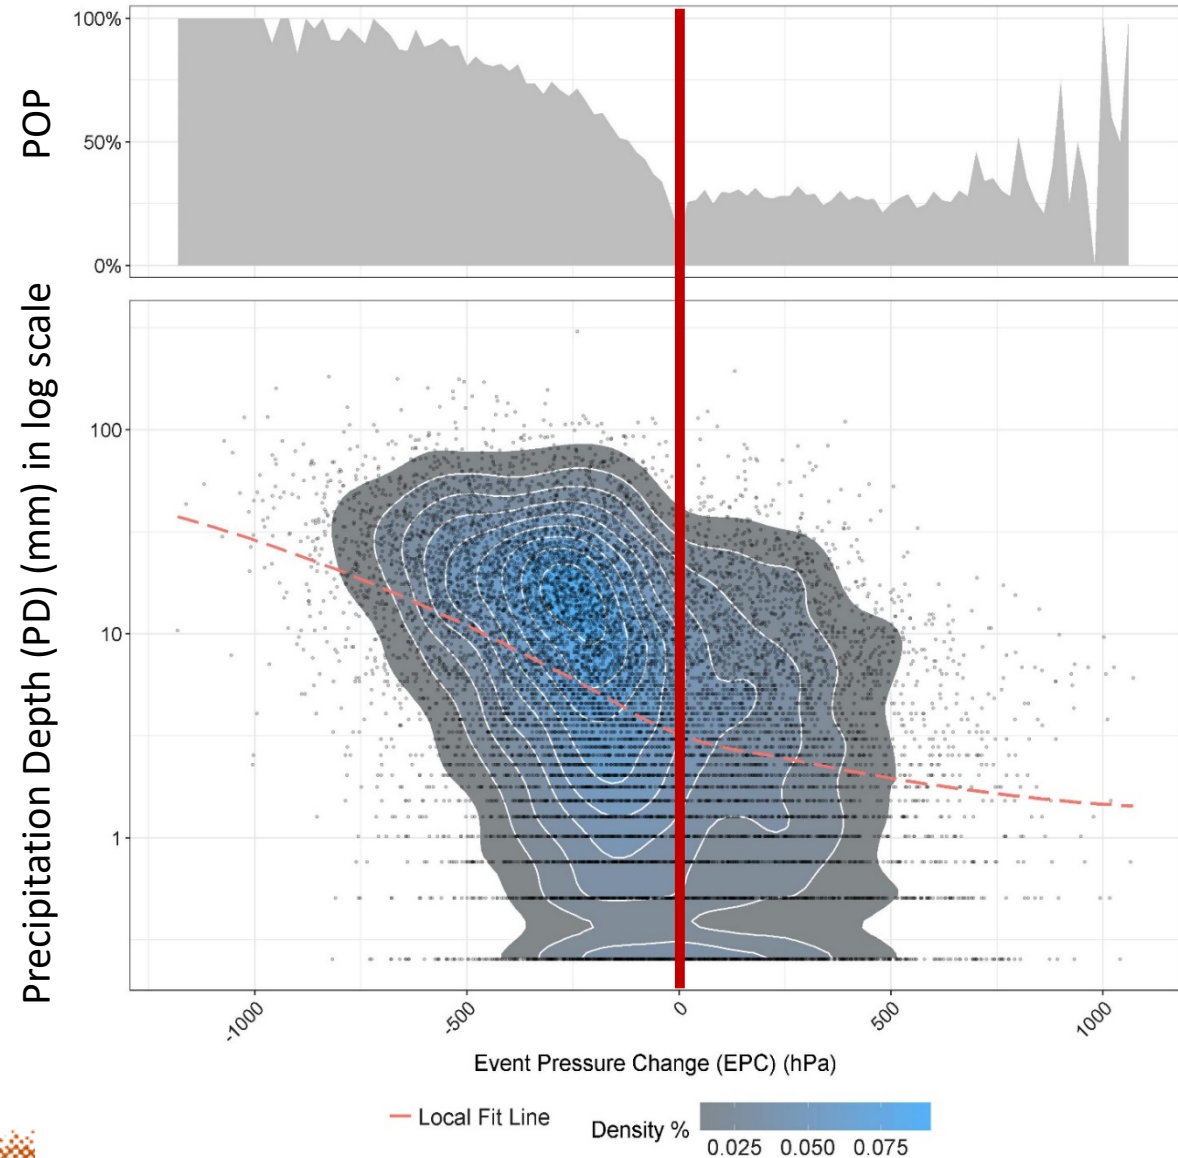 100%
POP
50%
0%
Precipitation Depth (PD) (mm) in log scale
100
10
1
-1000
-500
0
500
1000
Event Pressure Change (EPC) (hPa)
Local Fit Line
Density %
0.025 0.050 0.075